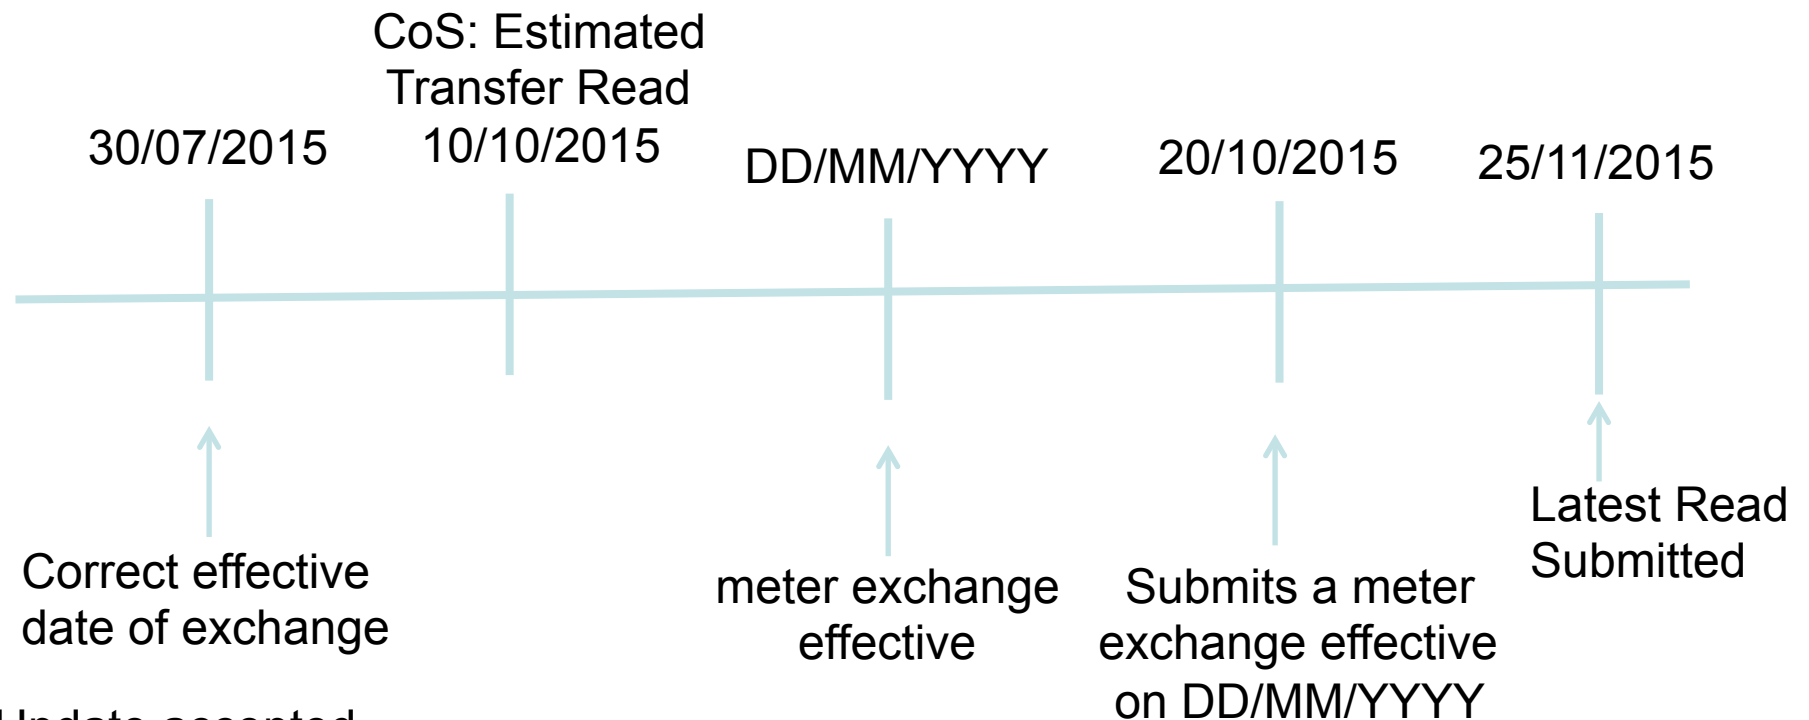 CoS: Estimated
Transfer Read
10/10/2015
30/07/2015
DD/MM/YYYY
20/10/2015
25/11/2015
Correct effective
date of exchange
meter exchange
effective
Submits a meter
exchange effective
on DD/MM/YYYY
Latest Read
Submitted
Update accepted